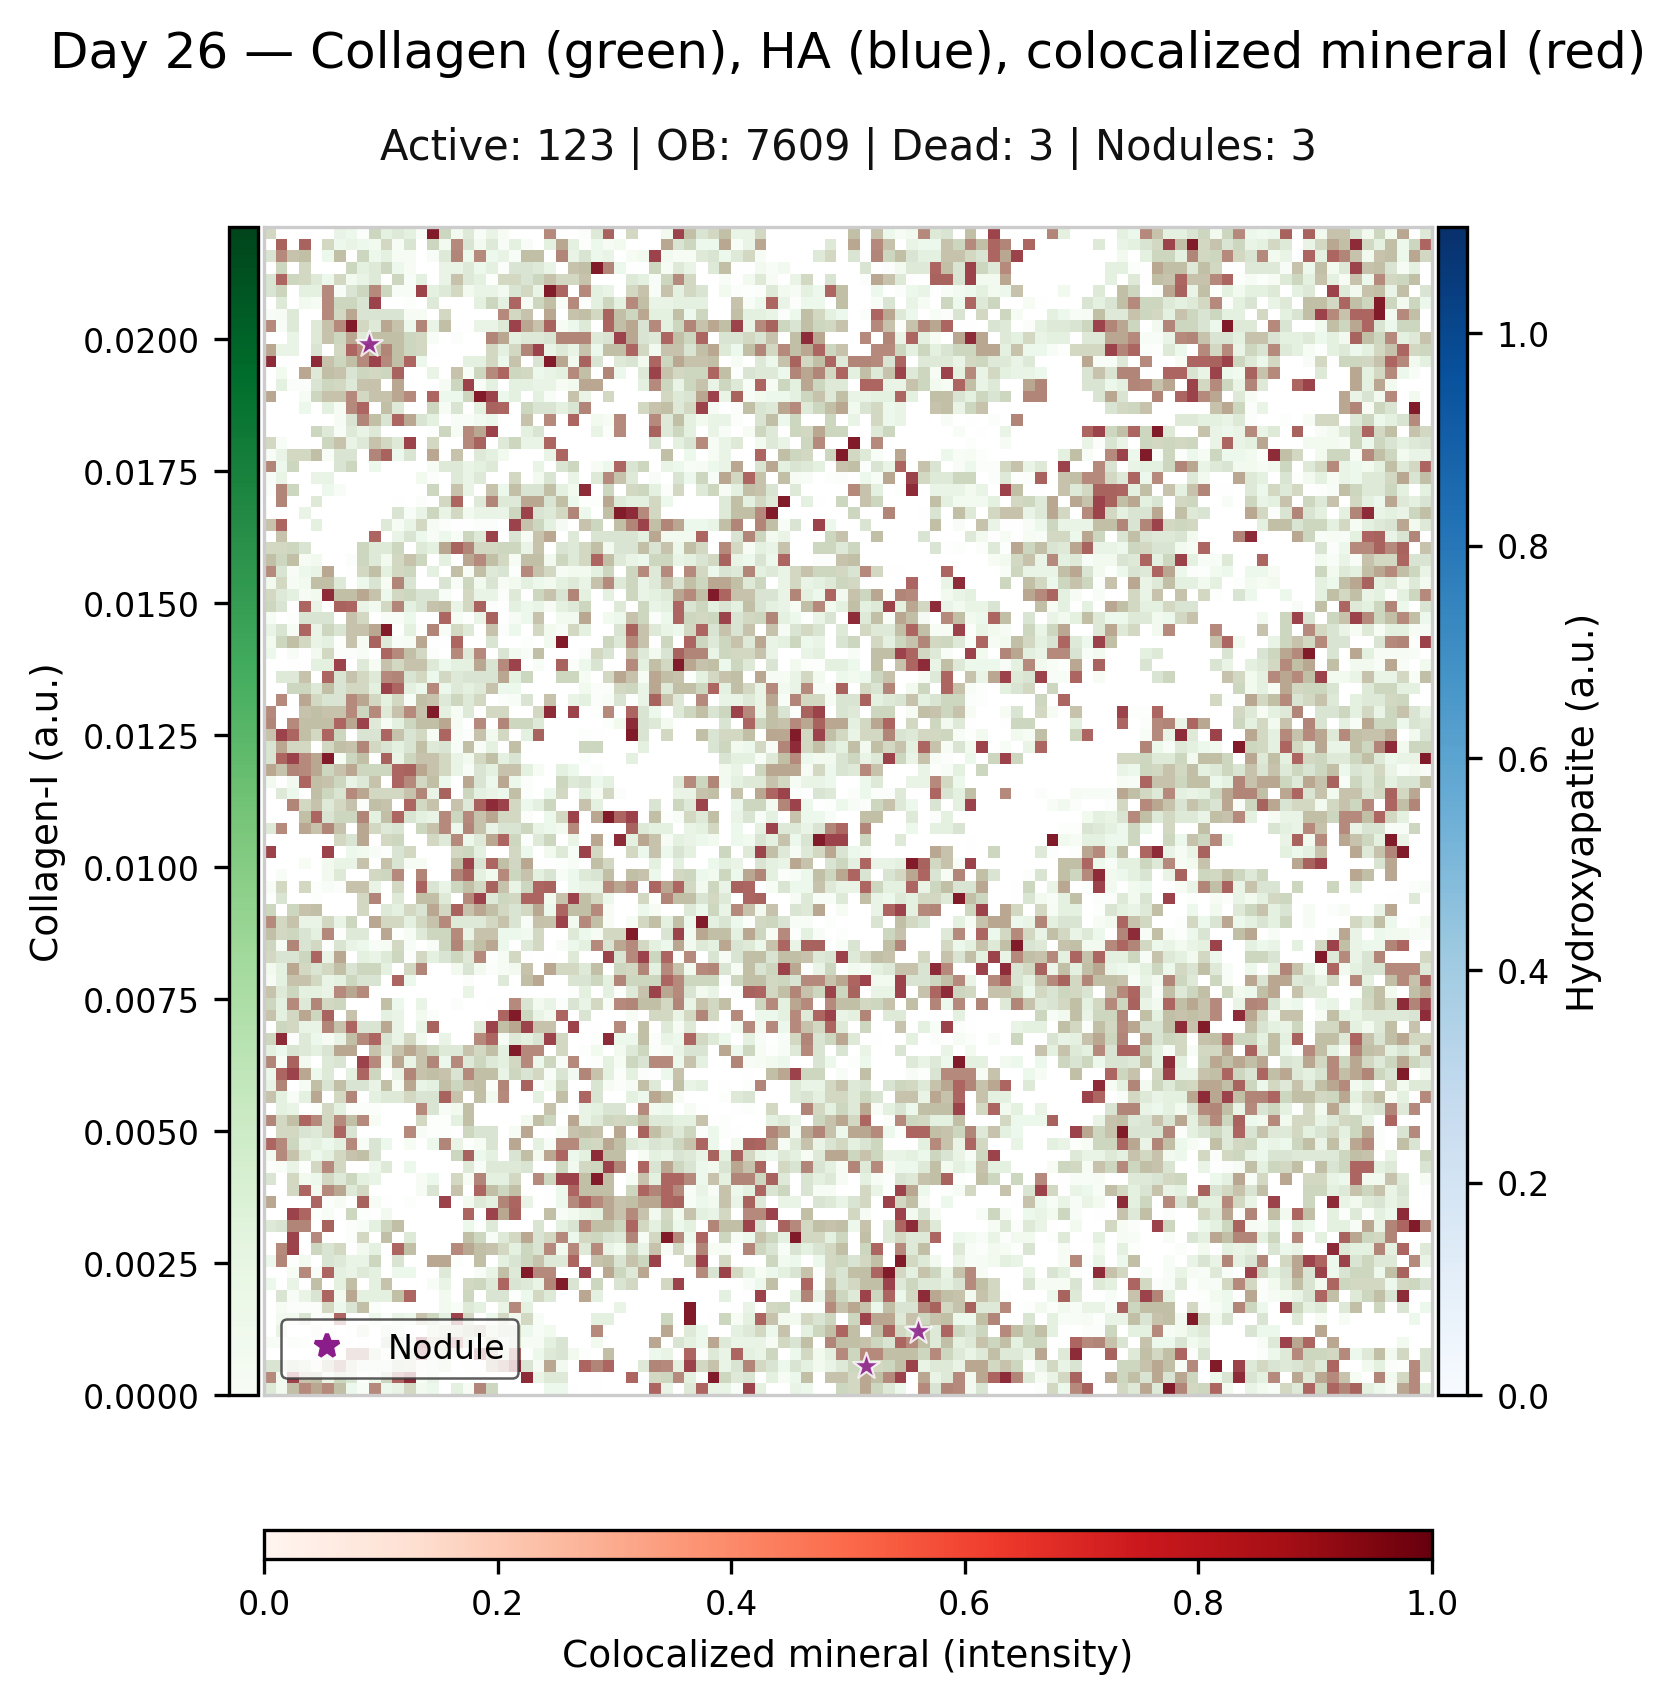 Day 26 — Collagen (green), HA (blue), colocalized mineral (red)
Active: 123 | OB: 7609 | Dead: 3 | Nodules: 3
0.0200
0.0175
0.0150
0.0125
0.0100
0.0075
0.0050
0.0025
0.0000
Collagen-I (a.u.)
Nodule
1.0
0.8
0.6
0.4
0.2
0.0
Hydroxyapatite (a.u.)
0.0 0.2 0.4 0.6 0.8 1.0
Colocalized mineral (intensity)